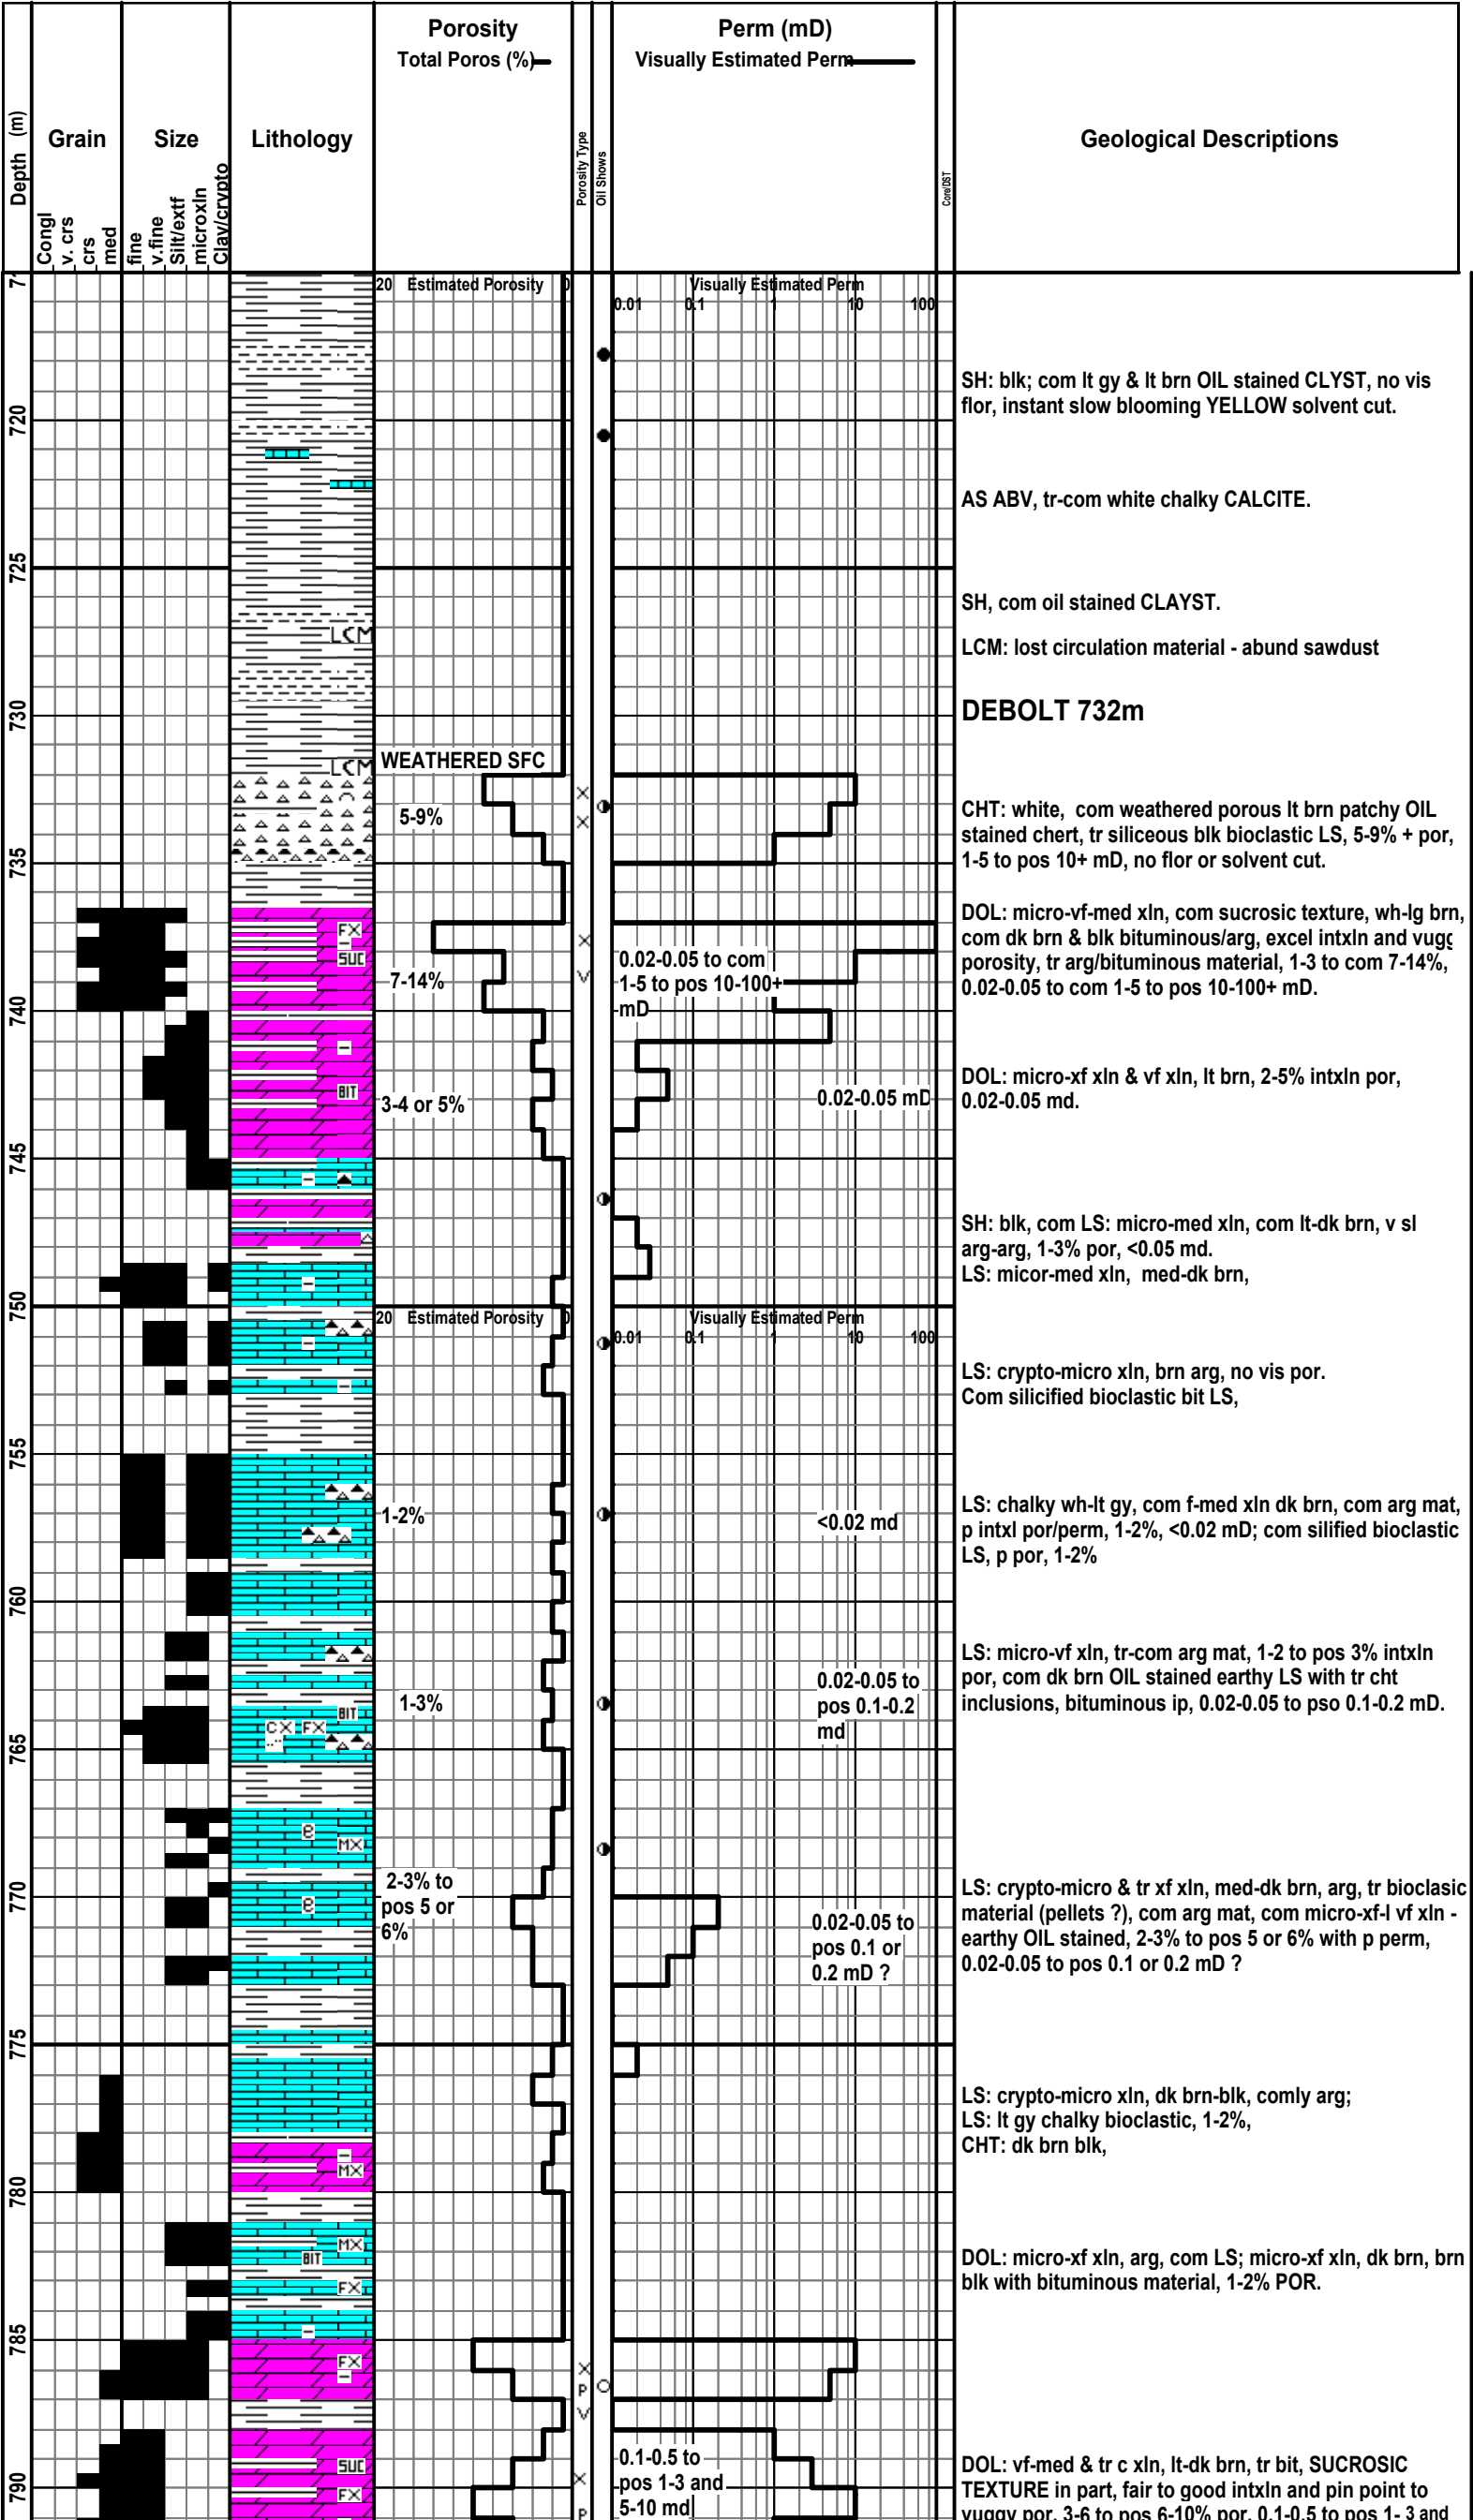 Porosity
Total Poros (%)
Perm (mD)
Visually Estimated Perm
Depth (m)
Grain Size
Lithology
Porosity Type
Oil Shows
Core/DST
Geological Descriptions
Congl
v. crs
crs
med
fine
v.fine
Silt/extf
microxln
Clay/crypto
20 Estimated Porosity 0
Visually Estimated Perm
0.01 0.1 1 10 100
SH: blk; com lt gy & lt brn OIL stained CLYST, no vis
flor, instant slow blooming YELLOW solvent cut.
720
AS ABV, tr-com white chalky CALCITE.
725
SH, com oil stained CLAYST.
LCM
LCM: lost circulation material - abund sawdust
730
DEBOLT 732m
LCM
WEATHERED SFC
X
X
5-9%
CHT: white, com weathered porous lt brn patchy OIL
stained chert, tr siliceous blk bioclastic LS, 5-9% + por,
1-5 to pos 10+ mD, no flor or solvent cut.
735
FX
SUC
X
V
7-14%
0.02-0.05 to com
1-5 to pos 10-100+
mD
DOL: micro-vf-med xln, com sucrosic texture, wh-lg brn,
com dk brn & blk bituminous/arg, excel intxln and vugg
porosity, tr arg/bituminous material, 1-3 to com 7-14%,
0.02-0.05 to com 1-5 to pos 10-100+ mD.
740
BIT
3-4 or 5%
0.02-0.05 mD
DOL: micro-xf xln & vf xln, lt brn, 2-5% intxln por,
0.02-0.05 md.
745
SH: blk, com LS: micro-med xln, com lt-dk brn, v sl
arg-arg, 1-3% por, <0.05 md.
LS: micor-med xln, med-dk brn,
750
20 Estimated Porosity 0
Visually Estimated Perm
0.01 0.1 1 10 100
LS: crypto-micro xln, brn arg, no vis por.
Com silicified bioclastic bit LS,
755
1-2%
<0.02 md
LS: chalky wh-lt gy, com f-med xln dk brn, com arg mat,
p intxl por/perm, 1-2%, <0.02 mD; com silified bioclastic
LS, p por, 1-2%
760
BIT
CX FX
1-3%
0.02-0.05 to
pos 0.1-0.2
md
LS: micro-vf xln, tr-com arg mat, 1-2 to pos 3% intxln
por, com dk brn OIL stained earthy LS with tr cht
inclusions, bituminous ip, 0.02-0.05 to pso 0.1-0.2 mD.
765
e
MX
770
e
2-3% to
pos 5 or
6%
0.02-0.05 to
pos 0.1 or
0.2 mD ?
LS: crypto-micro & tr xf xln, med-dk brn, arg, tr bioclasic
material (pellets ?), com arg mat, com micro-xf-l vf xln -
earthy OIL stained, 2-3% to pos 5 or 6% with p perm,
0.02-0.05 to pos 0.1 or 0.2 mD ?
775
MX
LS: crypto-micro xln, dk brn-blk, comly arg;
LS: lt gy chalky bioclastic, 1-2%,
CHT: dk brn blk,
780
MX
BIT
FX
DOL: micro-xf xln, arg, com LS; micro-xf xln, dk brn, brn
blk with bituminous material, 1-2% POR.
785
FX
X
P
V
790
SUC
FX
X
P
0.1-0.5 to
pos 1-3 and
5-10 md
DOL: vf-med & tr c xln, lt-dk brn, tr bit, SUCROSIC
TEXTURE in part, fair to good intxln and pin point to
vuggy por, 3-6 to pos 6-10% por, 0.1-0.5 to pos 1- 3 and